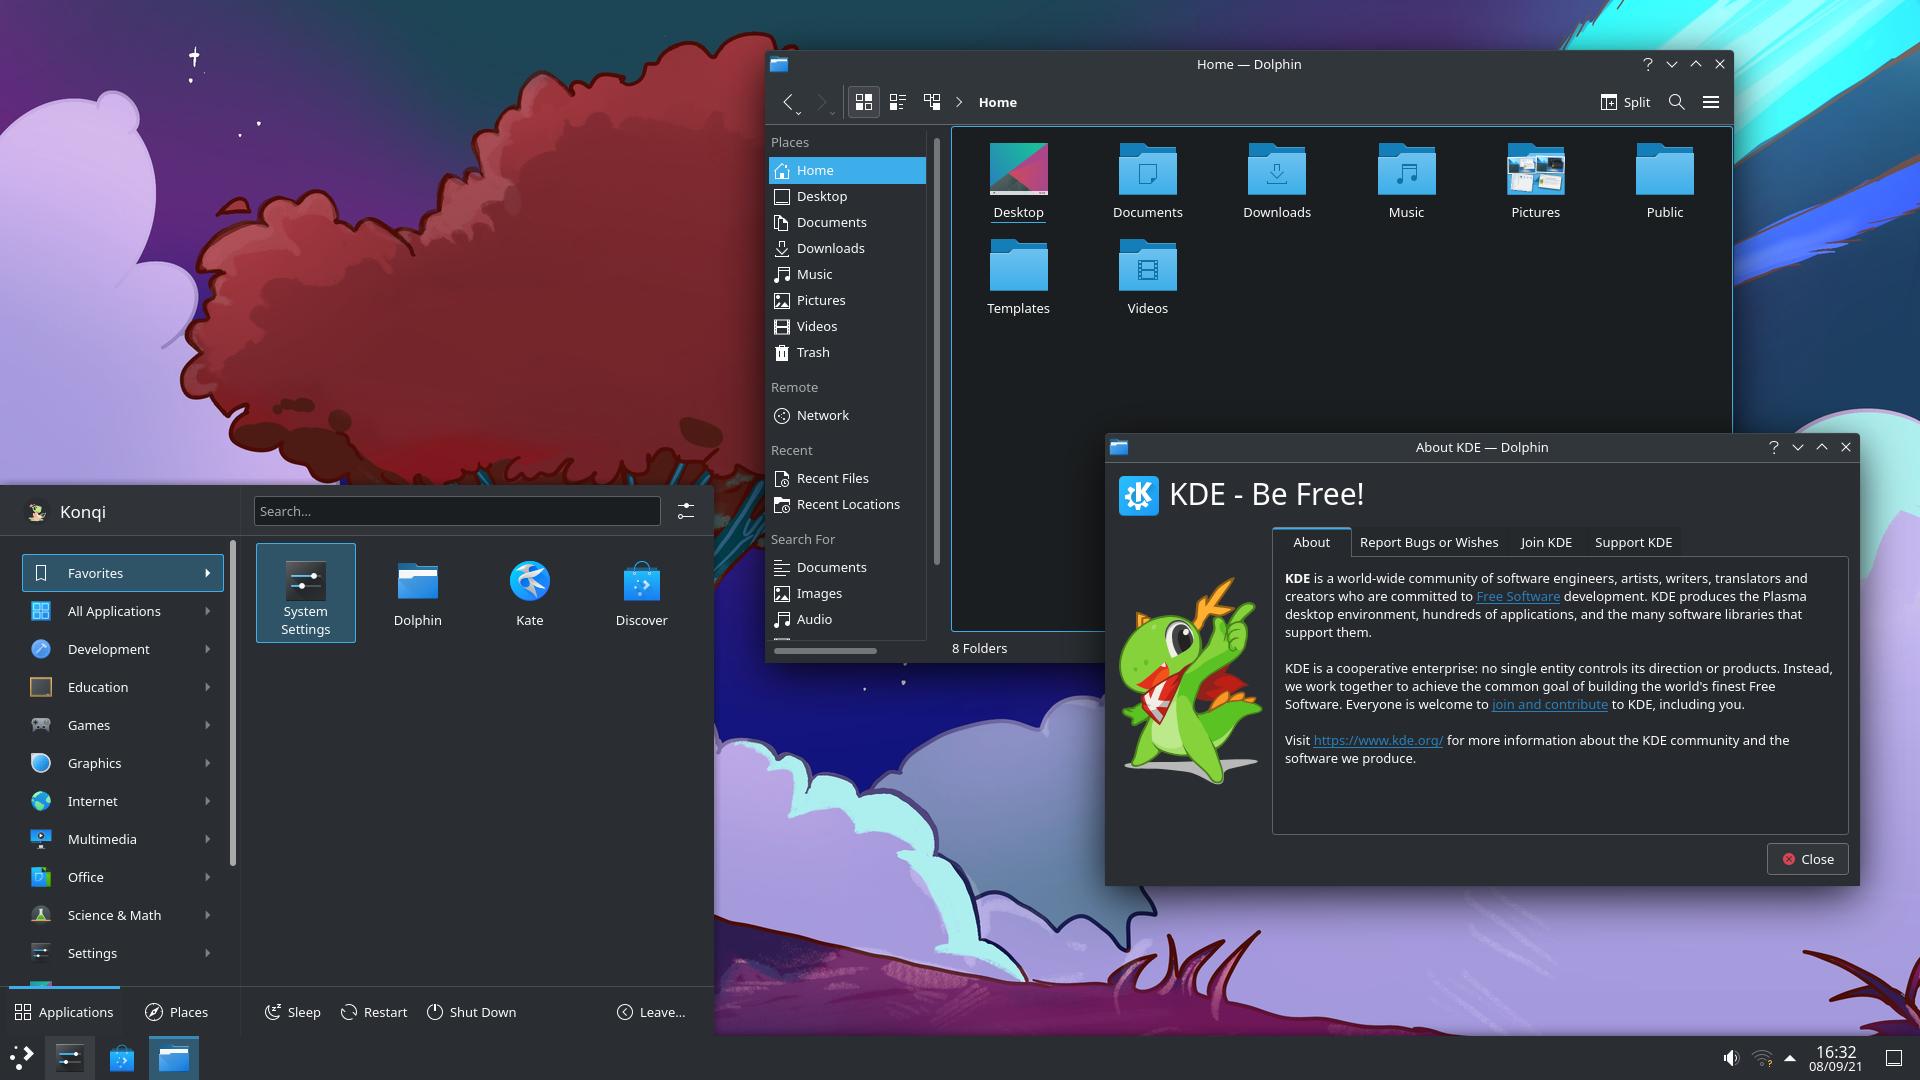 Home — Dolphin
Home
Split
Places
Home
Desktop
Documents
Downloads
Music
Pictures
Videos
Trash
Remote
Network
Recent
Recent Files
Recent Locations
Search For
Documents
Images
Audio
Desktop
Documents
Downloads
Music
Pictures
Public
Templates
Videos
8 Folders
About KDE — Dolphin
KDE - Be Free!
About
Report Bugs or Wishes
Join KDE
Support KDE
KDE is a world-wide community of software engineers, artists, writers, translators and
creators who are committed to Free Software development. KDE produces the Plasma
desktop environment, hundreds of applications, and the many software libraries that
support them.
KDE is a cooperative enterprise: no single entity controls its direction or products. Instead,
we work together to achieve the common goal of building the world's finest Free
Software. Everyone is welcome to join and contribute to KDE, including you.
Visit https://www.kde.org/ for more information about the KDE community and the
software we produce.
Close
Konqi
Search...
Favorites
All Applications
Development
Education
Games
Graphics
Internet
Multimedia
Office
Science & Math
Settings
System
Settings
Dolphin
Kate
Discover
Applications
Places
Sleep
Restart
Shut Down
Leave...
16:32
08/09/21